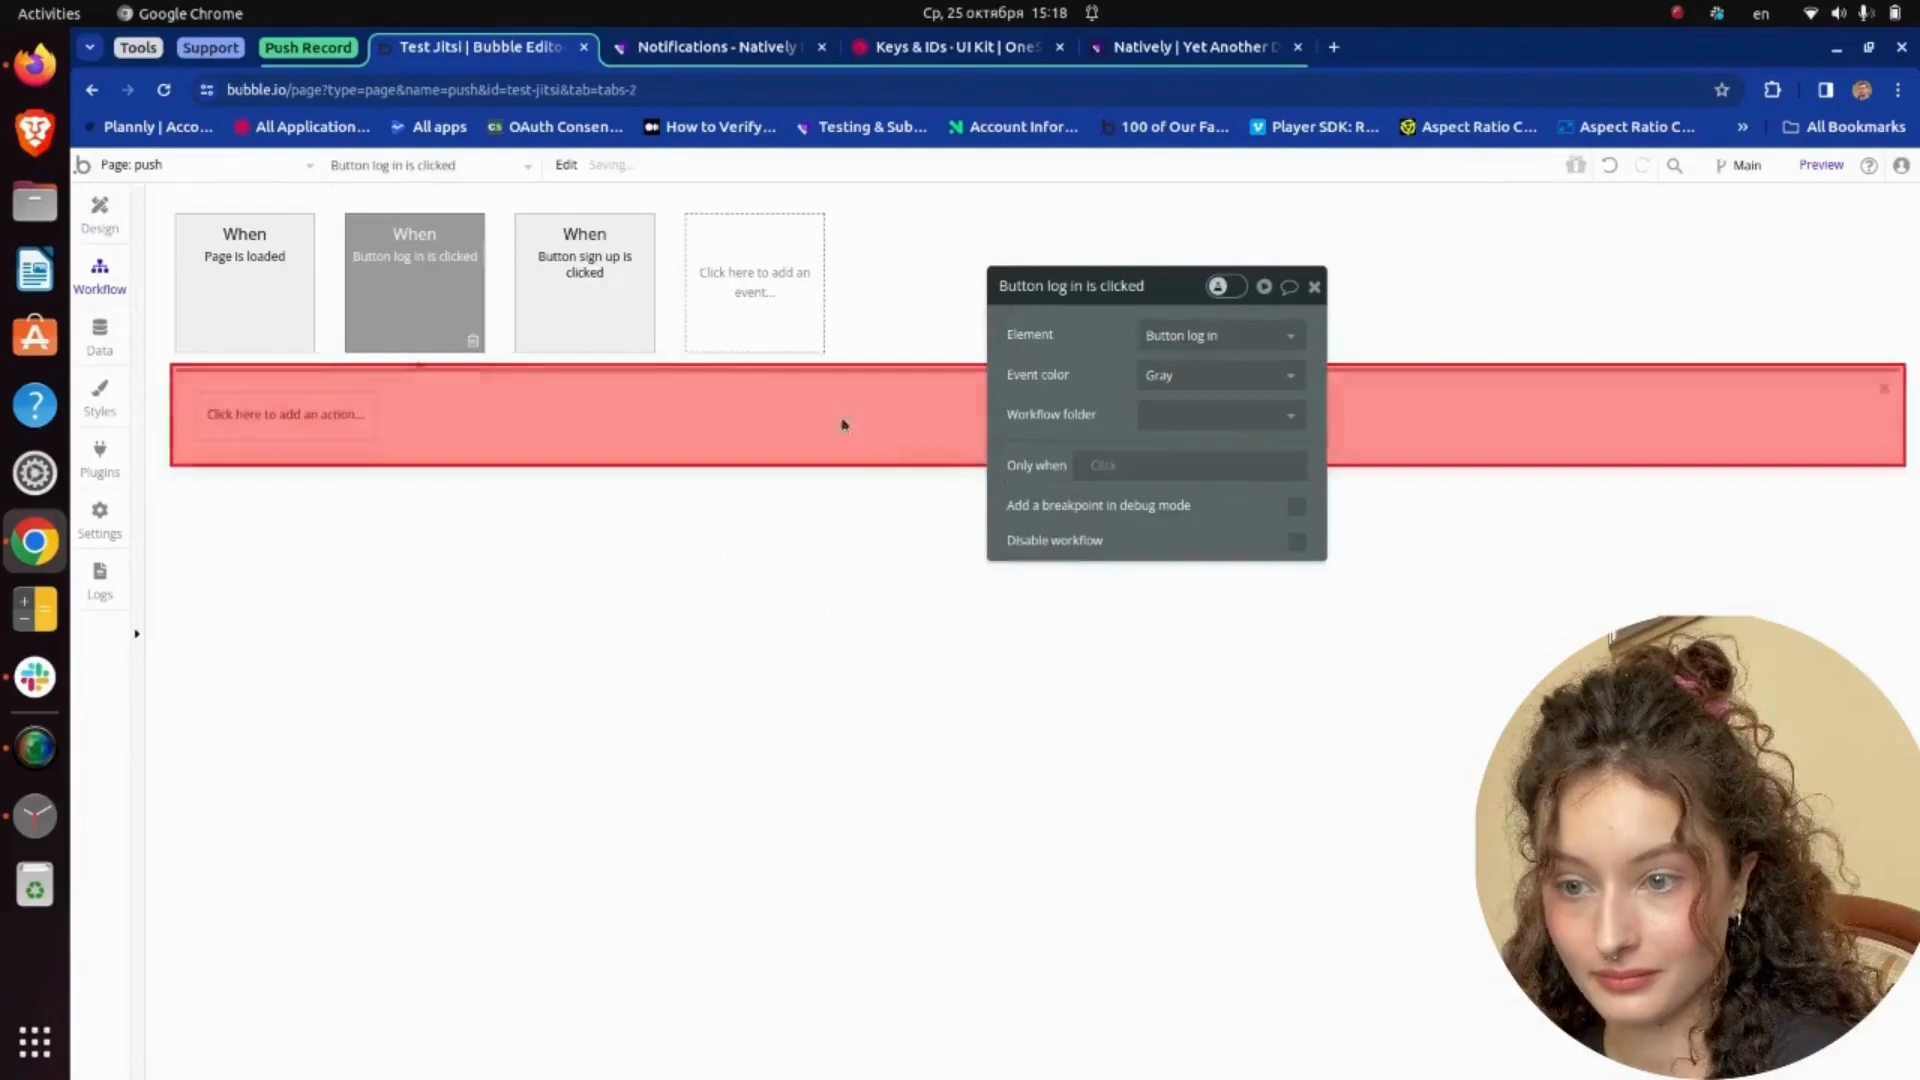 Activities
Google Chrome
Ср, 25 октября 15:18
en
Tools
Support
Push Record
Test Jitsi | Bubble Edito
Notifications - Natively
Keys & IDs · UI Kit | OneS
Natively | Yet Another D
bubble.io/page?type=page&name=push&id=test-jitsi&tab=tabs-2
Plannly | Acco...
All Application...
All apps
OAuth Consen...
How to Verify...
Testing & Sub...
Account Infor...
100 of Our Fa...
Player SDK: R...
Aspect Ratio C...
Aspect Ratio C...
»
All Bookmarks
Page: push
Button log in is clicked
Edit
Saving...
Main
Preview
Design
Workflow
Data
Styles
Plugins
Settings
Logs
When
Page is loaded
When
Button log in is clicked
When
Button sign up is
clicked
Click here to add an
event...
Click here to add an action...
Button log in is clicked
Element
Button log in
Event color
Gray
Workflow folder
Only when
Click
Add a breakpoint in debug mode
Disable workflow